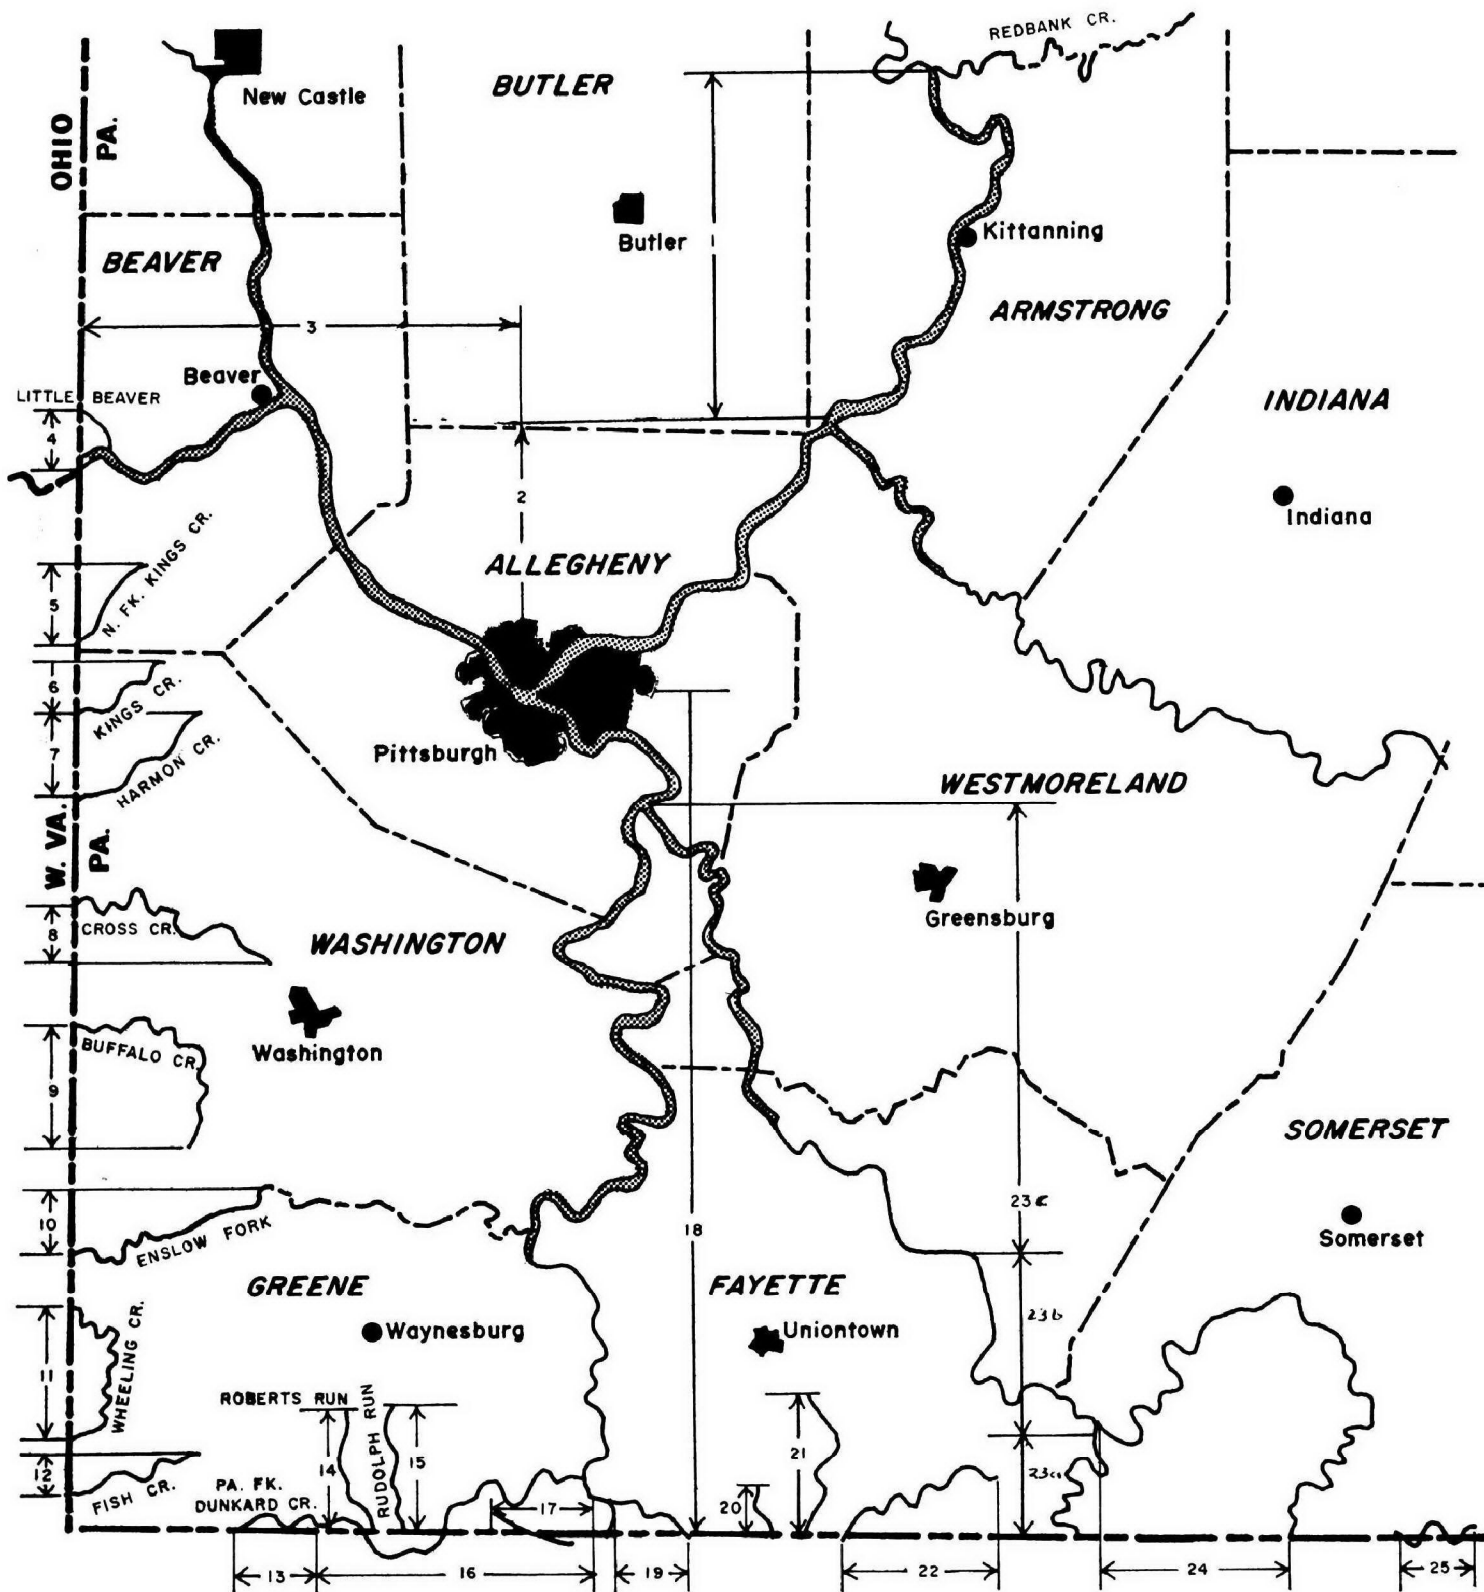 REDBANK CR.
New Castle
BUTLER
OHIO
PA.
Butler
1
Kittanning
BEAVER
ARMSTRONG
3
Beaver
LITTLE BEAVER
4
INDIANA
2
Indiana
ALLEGHENY
N. FK. KINGS CR.
5
6
KINGS CR.
7
HARMON CR.
Pittsburgh
WESTMORELAND
W. VA.
PA.
Greensburg
8
CROSS CR.
WASHINGTON
Washington
BUFFALO CR.
9
SOMERSET
10
ENSLOW FORK
18
23c
Somerset
GREENE
FAYETTE
23b
Waynesburg
Uniontown
11
WHEELING CR.
ROBERTS RUN
RUDOLPH RUN
14
15
21
12
FISH CR.
PA. FK.
DUNKARD CR.
17
20
23a
13
16
19
22
24
25